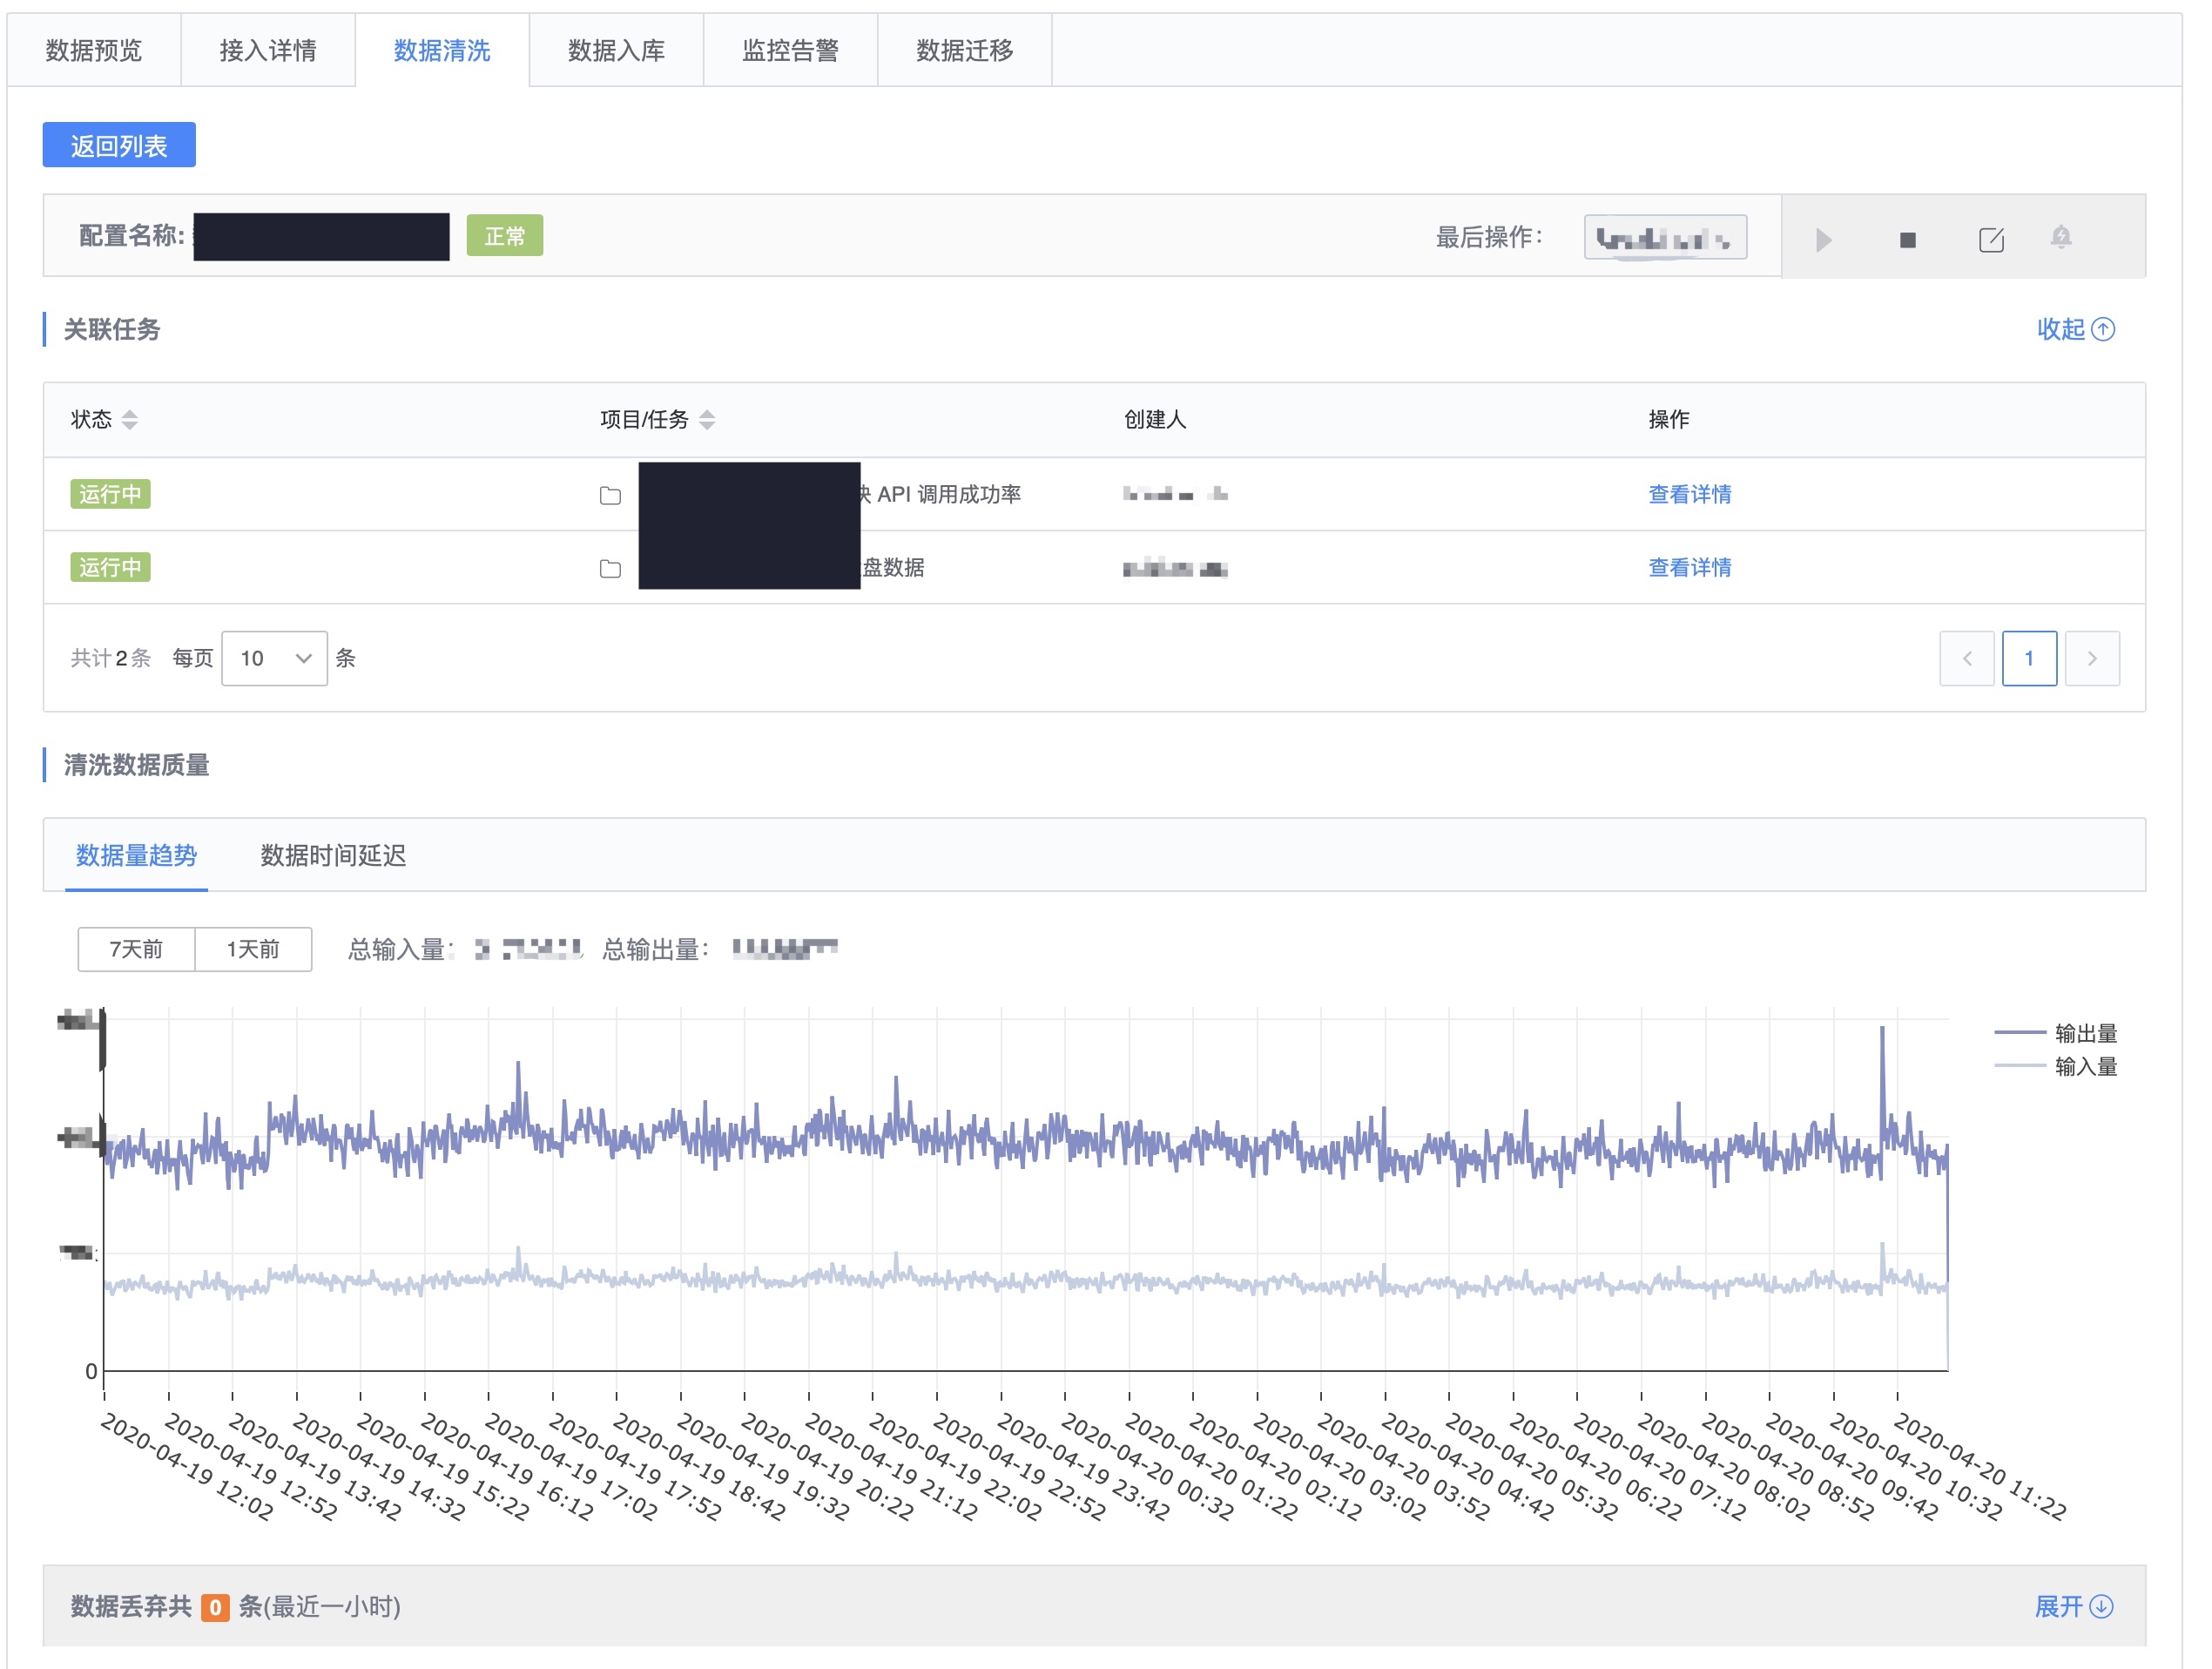 数据预览 接入详情 数据清洗 数据入库 监控告警 数据迁移
返回列表
配置名称: 正常 最后操作：
关联任务 收起
状态 项目/任务 创建人 操作
运行中 API 调用成功率 查看详情
运行中 盘数据 查看详情
共计2条 每页 10 条 1
清洗数据质量
数据量趋势 数据时间延迟
7天前 1天前 总输入量： 总输出量：
输出量
输入量
0
2020-04-19 12:02
2020-04-19 12:52
2020-04-19 13:42
2020-04-19 14:32
2020-04-19 15:22
2020-04-19 16:12
2020-04-19 17:02
2020-04-19 17:52
2020-04-19 18:42
2020-04-19 19:32
2020-04-19 20:22
2020-04-19 21:12
2020-04-19 22:02
2020-04-19 22:52
2020-04-19 23:42
2020-04-20 00:32
2020-04-20 01:22
2020-04-20 02:12
2020-04-20 03:02
2020-04-20 03:52
2020-04-20 04:42
2020-04-20 05:32
2020-04-20 06:22
2020-04-20 07:12
2020-04-20 08:02
2020-04-20 08:52
2020-04-20 09:42
2020-04-20 10:32
2020-04-20 11:22
数据丢弃共 0 条(最近一小时) 展开